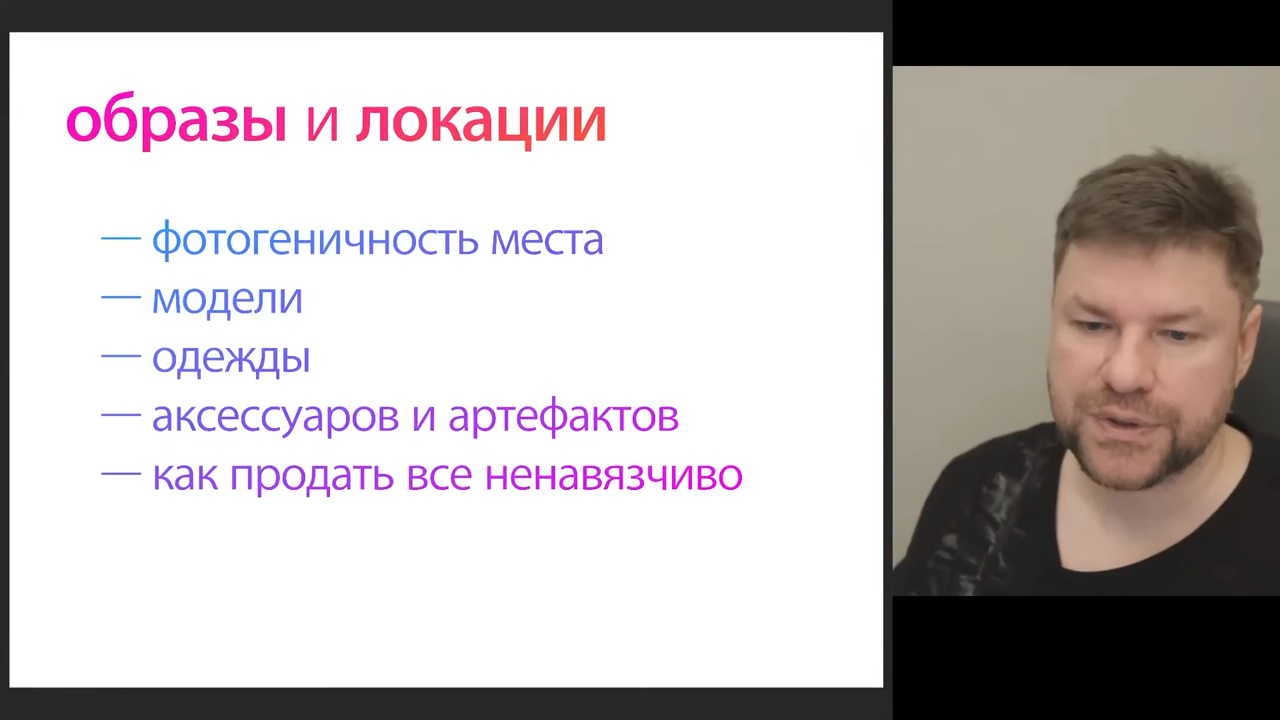 образы и локации
— фотогеничность места
— модели
— одежды
— аксессуаров и артефактов
— как продать все ненавязчиво